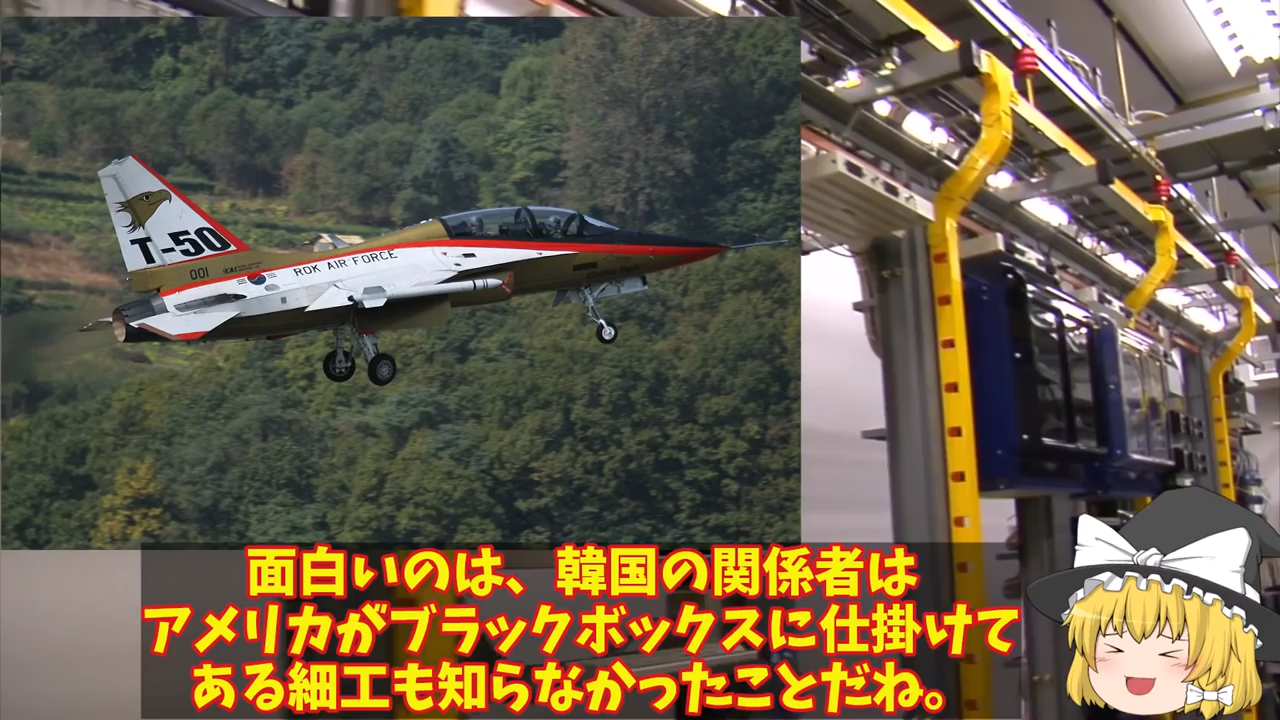 T-50
001
KAI
ROK AIR FORCE
面白いのは、韓国の関係者は
アメリカがブラックボックスに仕掛けて
ある細工も知らなかったことだね。